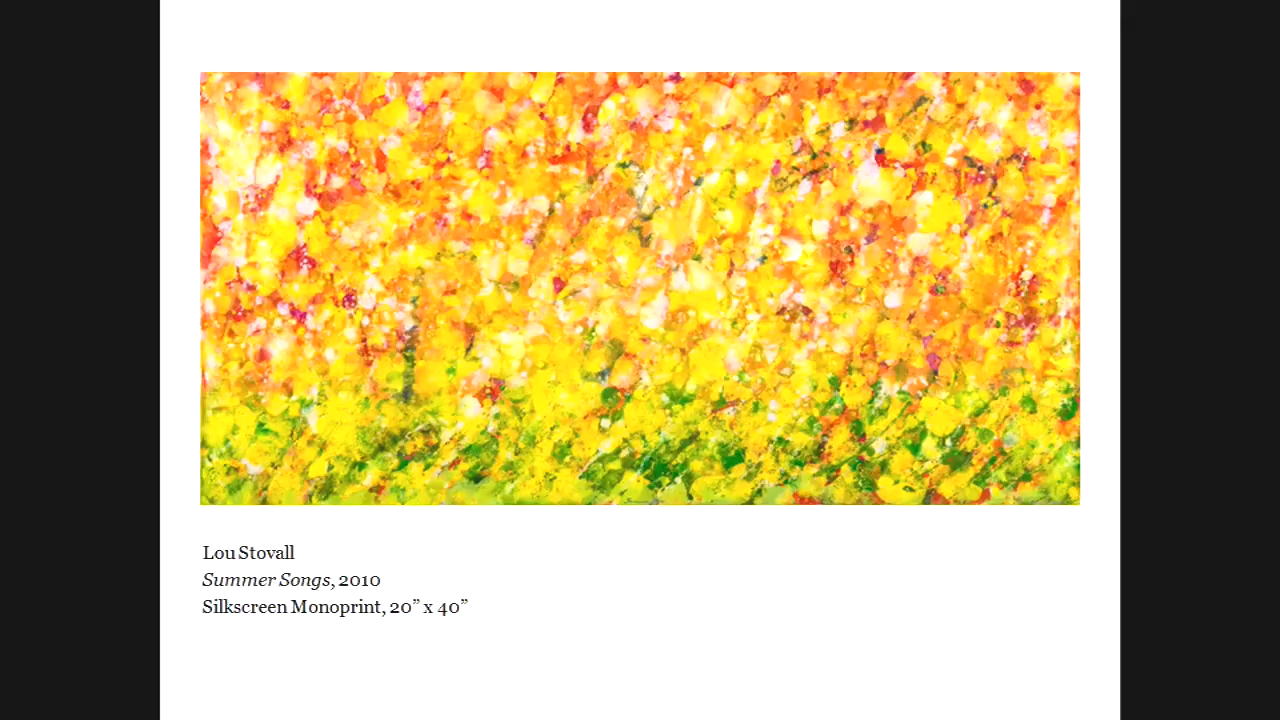 Lou Stovall
Summer Songs, 2010
Silkscreen Monoprint, 20” x 40”